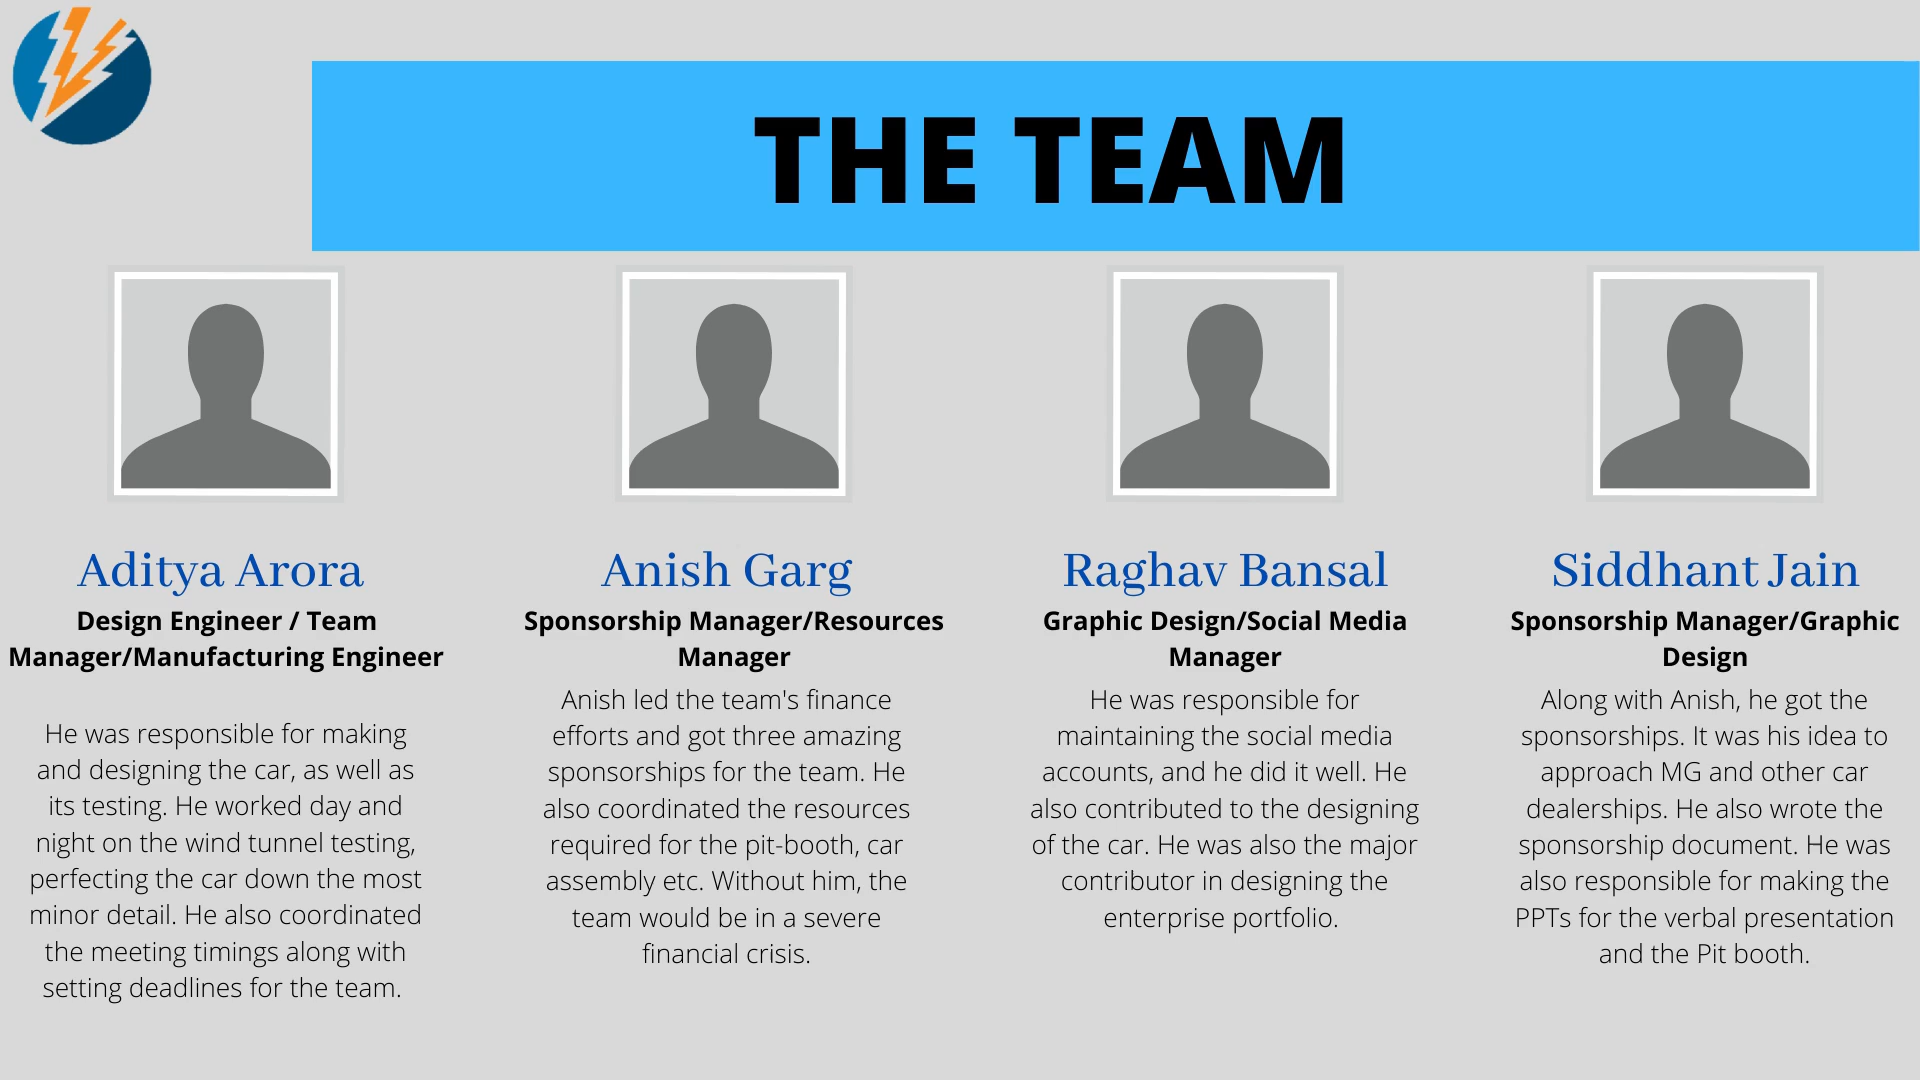 THE TEAM
Aditya Arora
Design Engineer / Team
Manager/Manufacturing Engineer
He was responsible for making
and designing the car, as well as
its testing. He worked day and
night on the wind tunnel testing,
perfecting the car down the most
minor detail. He also coordinated
the meeting timings along with
setting deadlines for the team.
Anish Garg
Sponsorship Manager/Resources
Manager
Anish led the team's finance
efforts and got three amazing
sponsorships for the team. He
also coordinated the resources
required for the pit-booth, car
assembly etc. Without him, the
team would be in a severe
financial crisis.
Raghav Bansal
Graphic Design/Social Media
Manager
He was responsible for
maintaining the social media
accounts, and he did it well. He
also contributed to the designing
of the car. He was also the major
contributor in designing the
enterprise portfolio.
Siddhant Jain
Sponsorship Manager/Graphic
Design
Along with Anish, he got the
sponsorships. It was his idea to
approach MG and other car
dealerships. He also wrote the
sponsorship document. He was
also responsible for making the
PPTs for the verbal presentation
and the Pit booth.